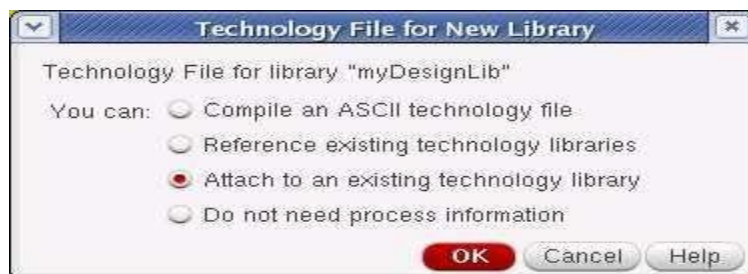 Technology File for New Library
Technology File for library "myDesignLib"
You can: Compile an ASCII technology file
Reference existing technology libraries
Attach to an existing technology library
Do not need process information
OK Cancel Help